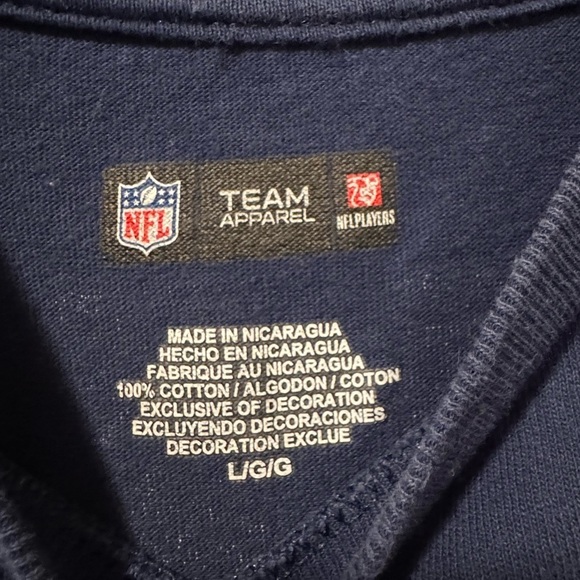 NFL
TEAM
APPAREL
NFLPLAYERS
MADE IN NICARAGUA
HECHO EN NICARAGUA
FABRIQUE AU NICARAGUA
100% COTTON / ALGODON / COTON
EXCLUSIVE OF DECORATION
EXCLUYENDO DECORACIONES
DECORATION EXCLUE
L/G/G